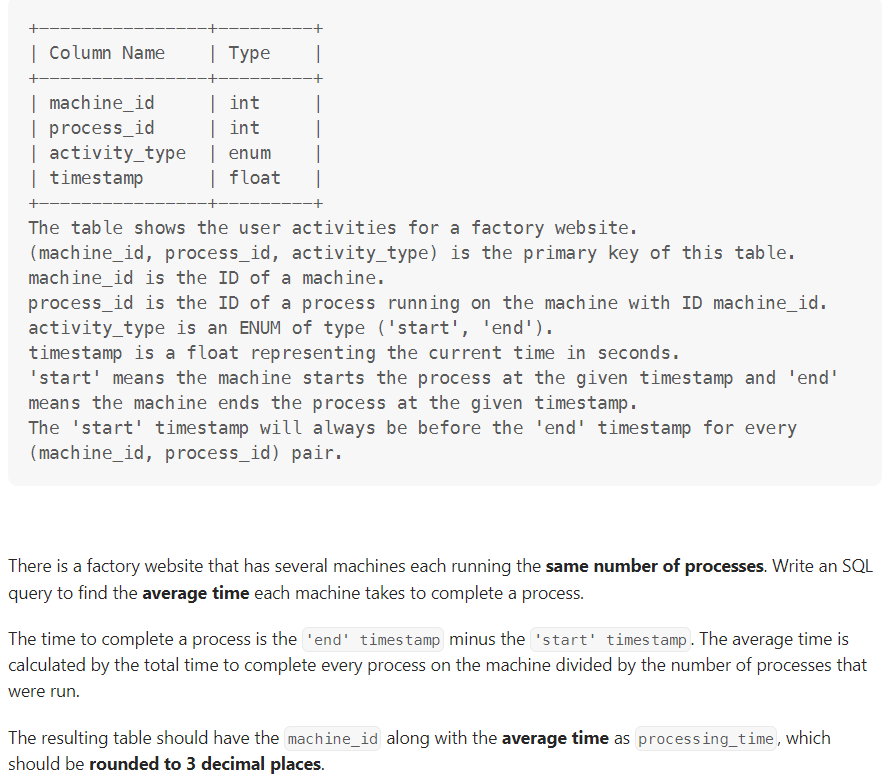 +----------------+---------+
| Column Name    | Type    |
+----------------+---------+
| machine_id     | int     |
| process_id     | int     |
| activity_type  | enum    |
| timestamp      | float   |
+----------------+---------+
The table shows the user activities for a factory website.
(machine_id, process_id, activity_type) is the primary key of this table.
machine_id is the ID of a machine.
process_id is the ID of a process running on the machine with ID machine_id.
activity_type is an ENUM of type ('start', 'end').
timestamp is a float representing the current time in seconds.
'start' means the machine starts the process at the given timestamp and 'end'
means the machine ends the process at the given timestamp.
The 'start' timestamp will always be before the 'end' timestamp for every
(machine_id, process_id) pair.
There is a factory website that has several machines each running the same number of processes. Write an SQL
query to find the average time each machine takes to complete a process.
The time to complete a process is the 'end' timestamp minus the 'start' timestamp. The average time is
calculated by the total time to complete every process on the machine divided by the number of processes that
were run.
The resulting table should have the machine_id along with the average time as processing_time, which
should be rounded to 3 decimal places.